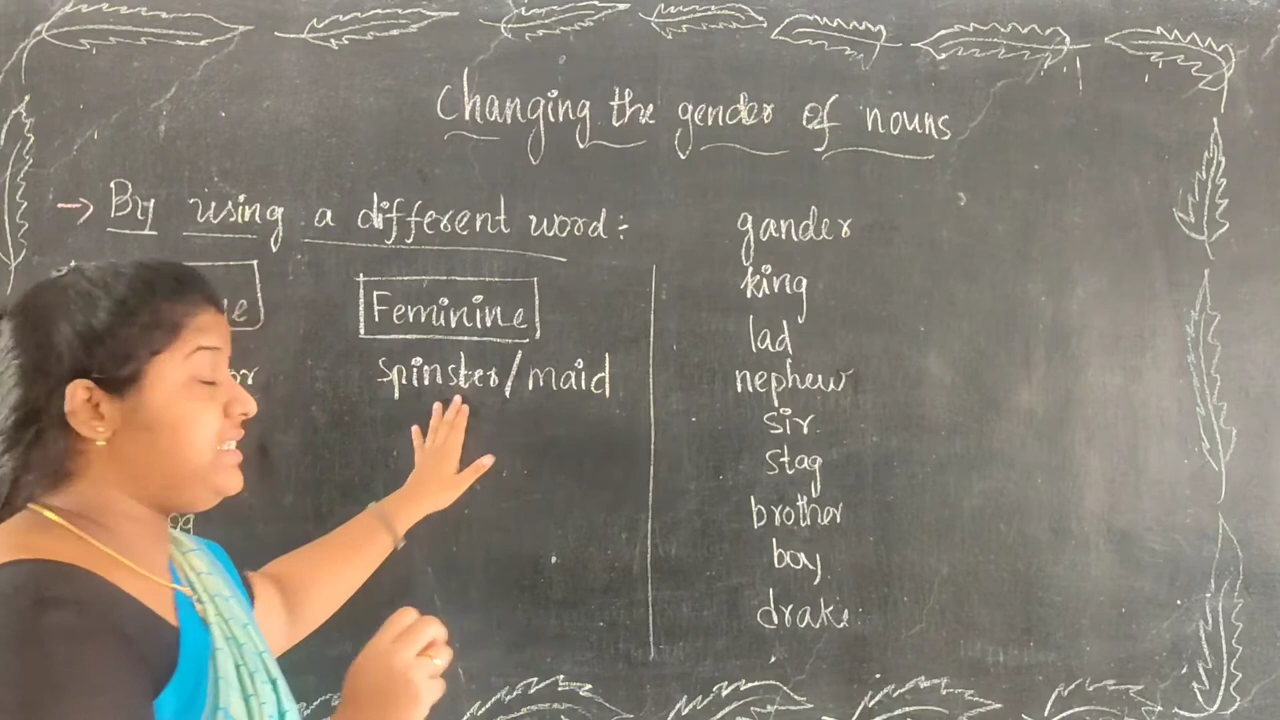 Changing the gender of nouns
→ By using a different word:
Feminine
spinster/maid
gander
king
lad
nephew
sir
stag
brother
boy
drake